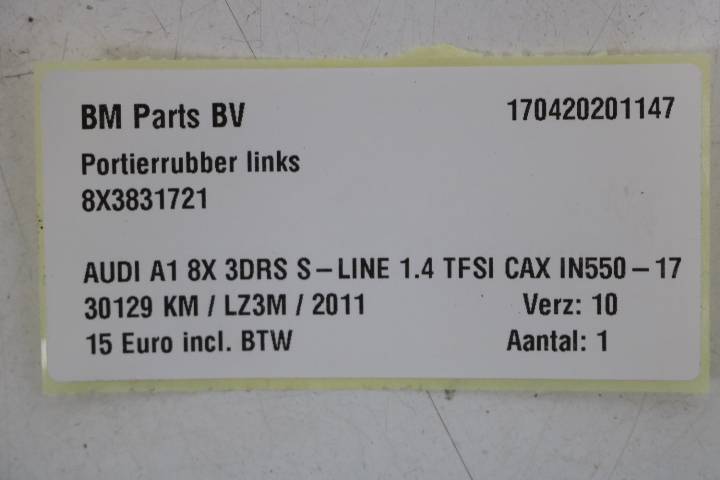 BM Parts BV 170420201147
Portierrubber links
8X3831721
AUDI A1 8X 3DRS S-LINE 1.4 TFSI CAX IN550-17
30129 KM / LZ3M / 2011 Verz: 10
15 Euro incl. BTW Aantal: 1